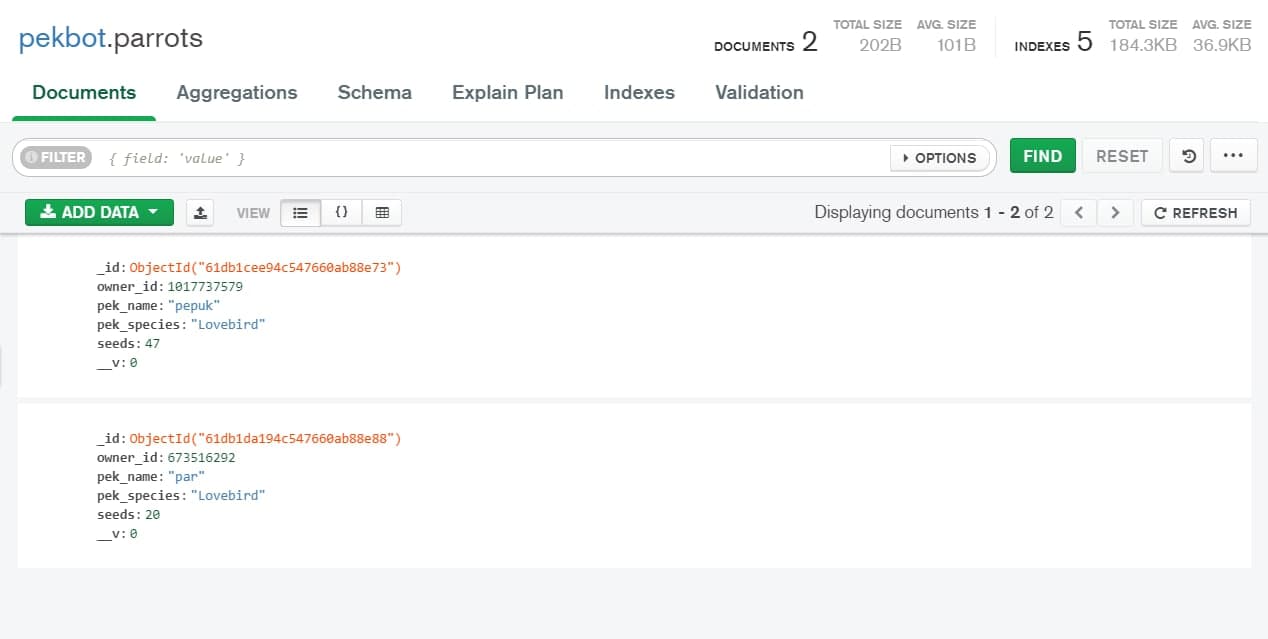 pekbot.parrots
DOCUMENTS 2 TOTAL SIZE 202B AVG. SIZE 101B INDEXES 5 TOTAL SIZE 184.3KB AVG. SIZE 36.9KB
Documents Aggregations Schema Explain Plan Indexes Validation
FILTER { field: 'value' } OPTIONS FIND RESET ...
ADD DATA VIEW {} Displaying documents 1 - 2 of 2 < > REFRESH
_id: ObjectId("61db1cee94c547660ab88e73")
owner_id: 1017737579
pek_name: "pepuk"
pek_species: "Lovebird"
seeds: 47
__v: 0
_id: ObjectId("61db1da194c547660ab88e88")
owner_id: 673516292
pek_name: "par"
pek_species: "Lovebird"
seeds: 20
__v: 0